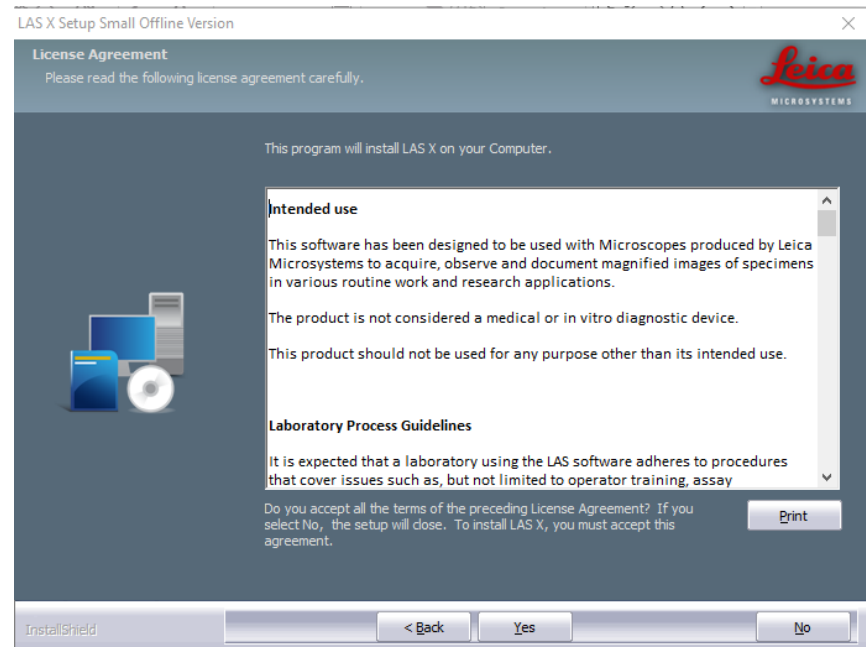 LAS X Setup Small Offline Version
License Agreement
Please read the following license agreement carefully.
Leica
MICROSYSTEMS
This program will install LAS X on your Computer.
Intended use
This software has been designed to be used with Microscopes produced by Leica
Microsystems to acquire, observe and document magnified images of specimens
in various routine work and research applications.
The product is not considered a medical or in vitro diagnostic device.
This product should not be used for any purpose other than its intended use.
Laboratory Process Guidelines
It is expected that a laboratory using the LAS software adheres to procedures
that cover issues such as, but not limited to operator training, assay
Do you accept all the terms of the preceding License Agreement? If you
select No, the setup will close. To install LAS X, you must accept this
agreement.
Print
InstallShield
< Back
Yes
No